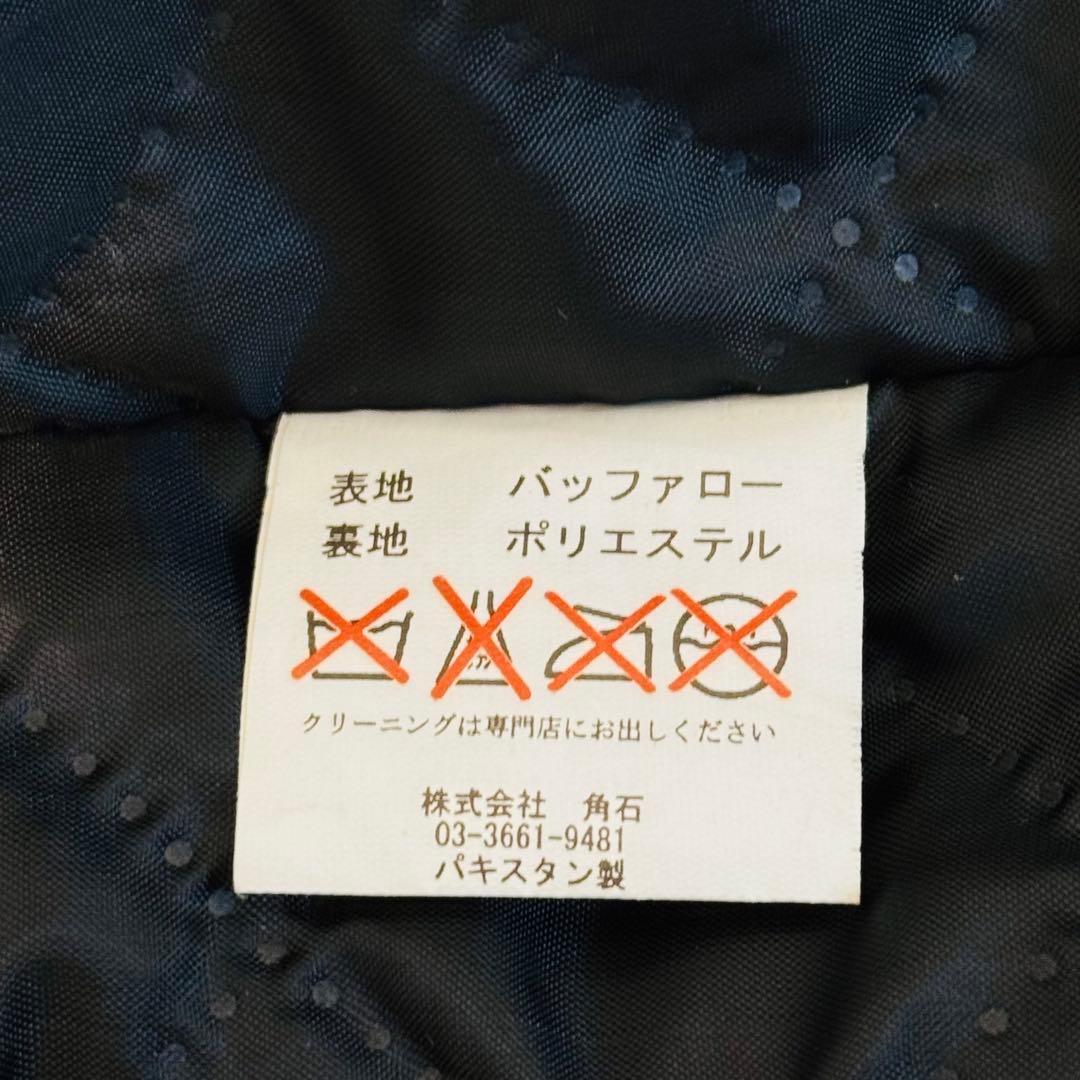 表地　バッファロー
裏地　ポリエステル
クリーニングは専門店にお出しください
株式会社　角石
03-3661-9481
パキスタン製